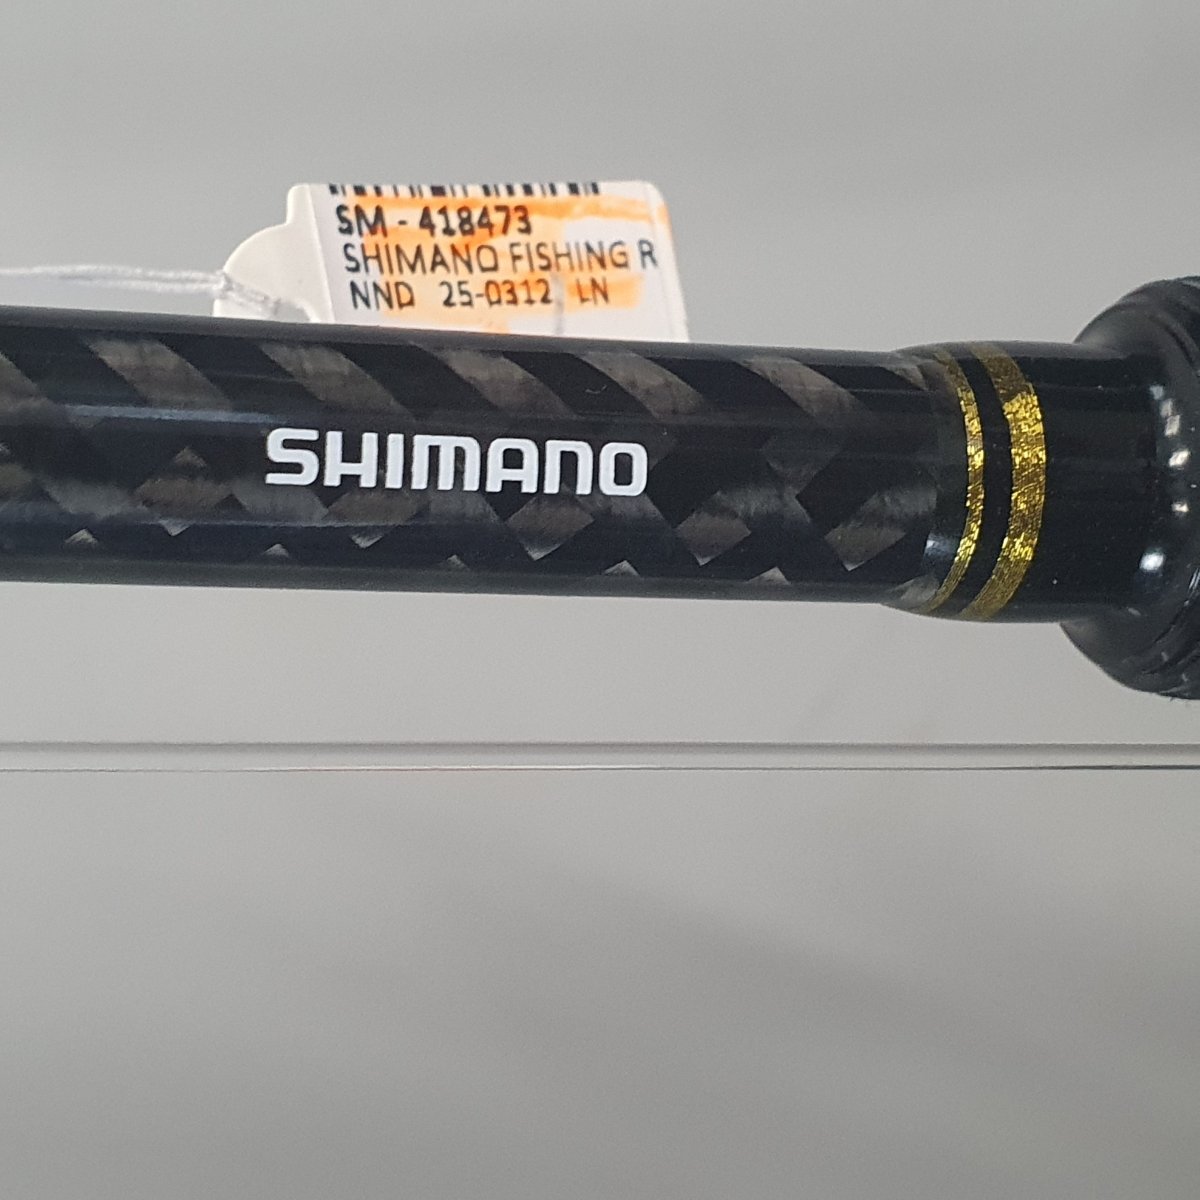 SM - 418473
SHIMANO FISHING R
NND 25-0312 LN
SHIMANO